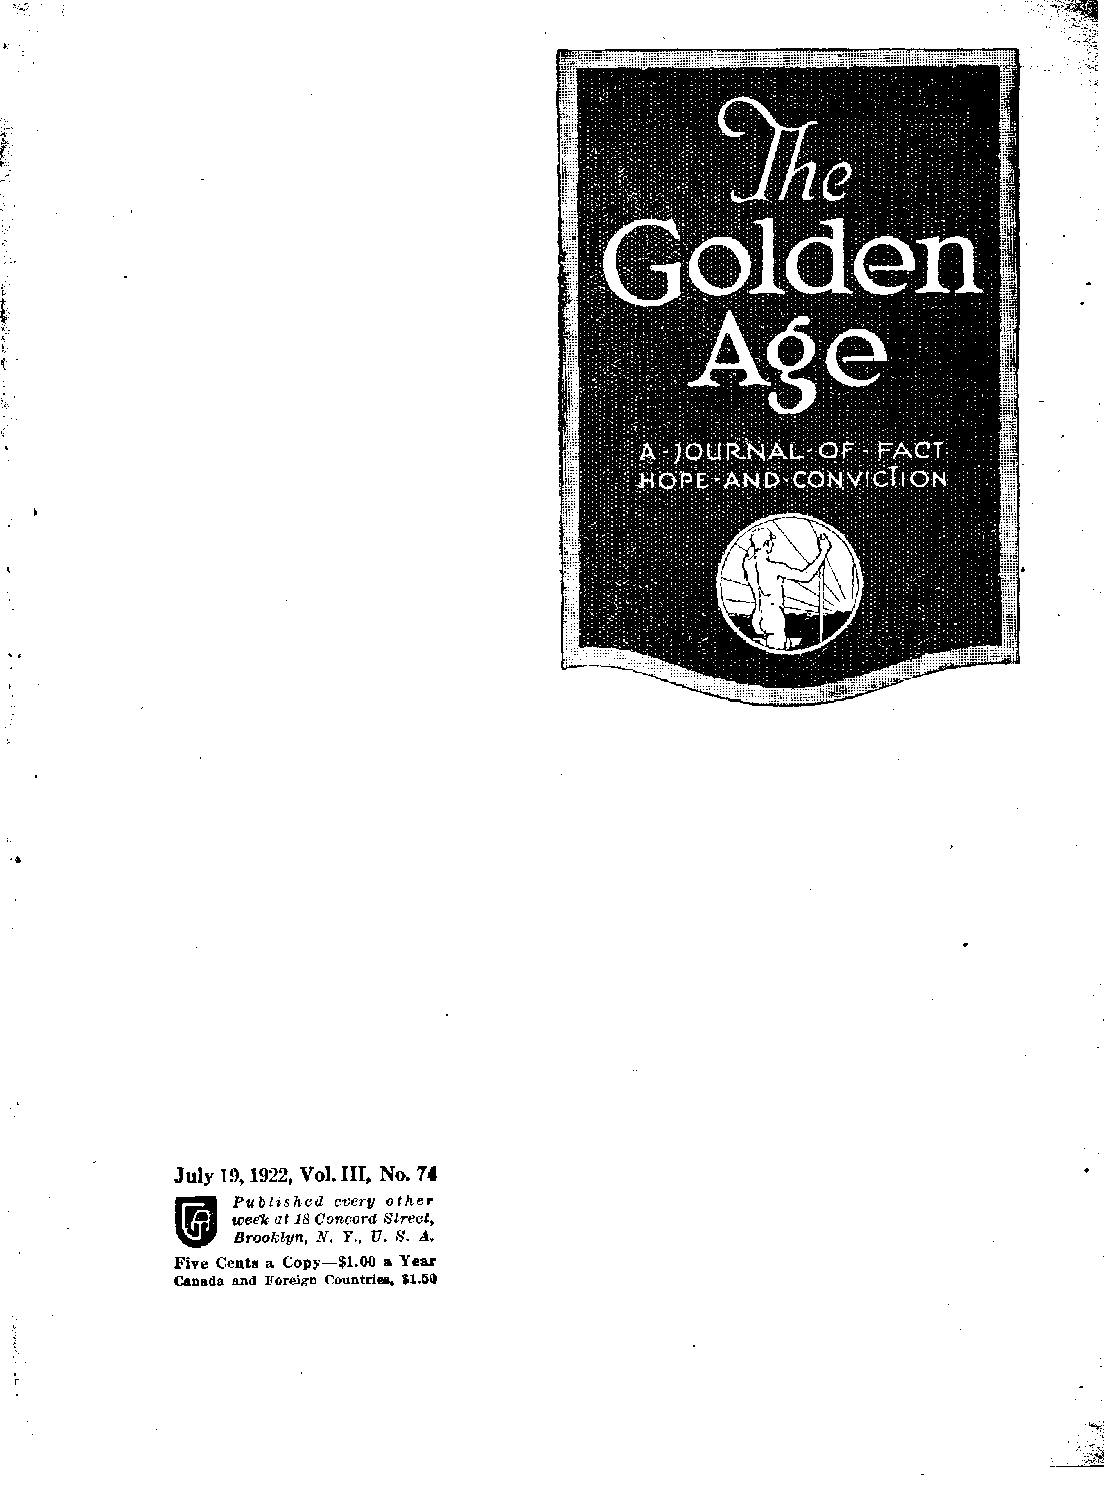 The
Golden
Age
A-JOURNAL-OF-FACT
HOPE-AND-CONVICTION
July 19, 1922, Vol. III, No. 74
Published every other
week at 18 Concord Street,
Brooklyn, N. Y., U. S. A.
Five Cents a Copy—$1.00 a Year
Canada and Foreign Countries, $1.50